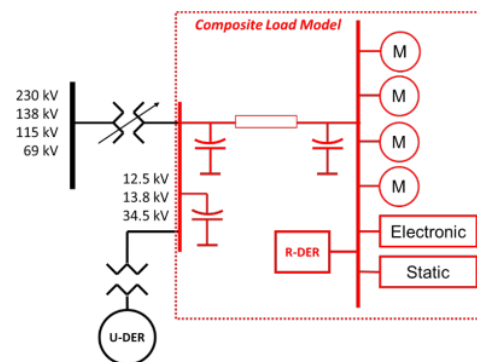 Composite Load Model
230 kV
138 kV
115 kV
69 kV
12.5 kV
13.8 kV
34.5 kV
M
M
M
M
Electronic
Static
R-DER
U-DER